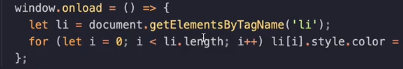 window.onload = () => {
let li = document.getElementsByTagName('li');
for (let i = 0; i < li.length; i++) li[i].style.color =
};